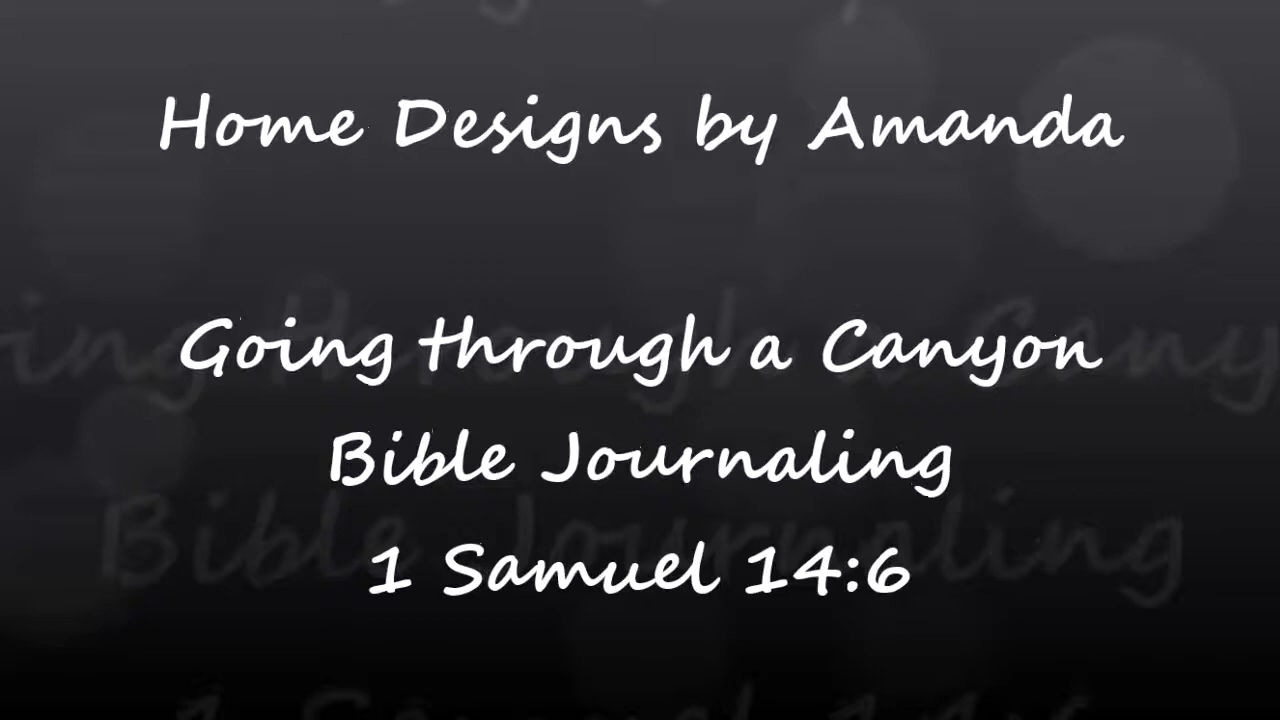 Home Designs by Amanda
Going through a Canyon
Bible Journaling
1 Samuel 14:6